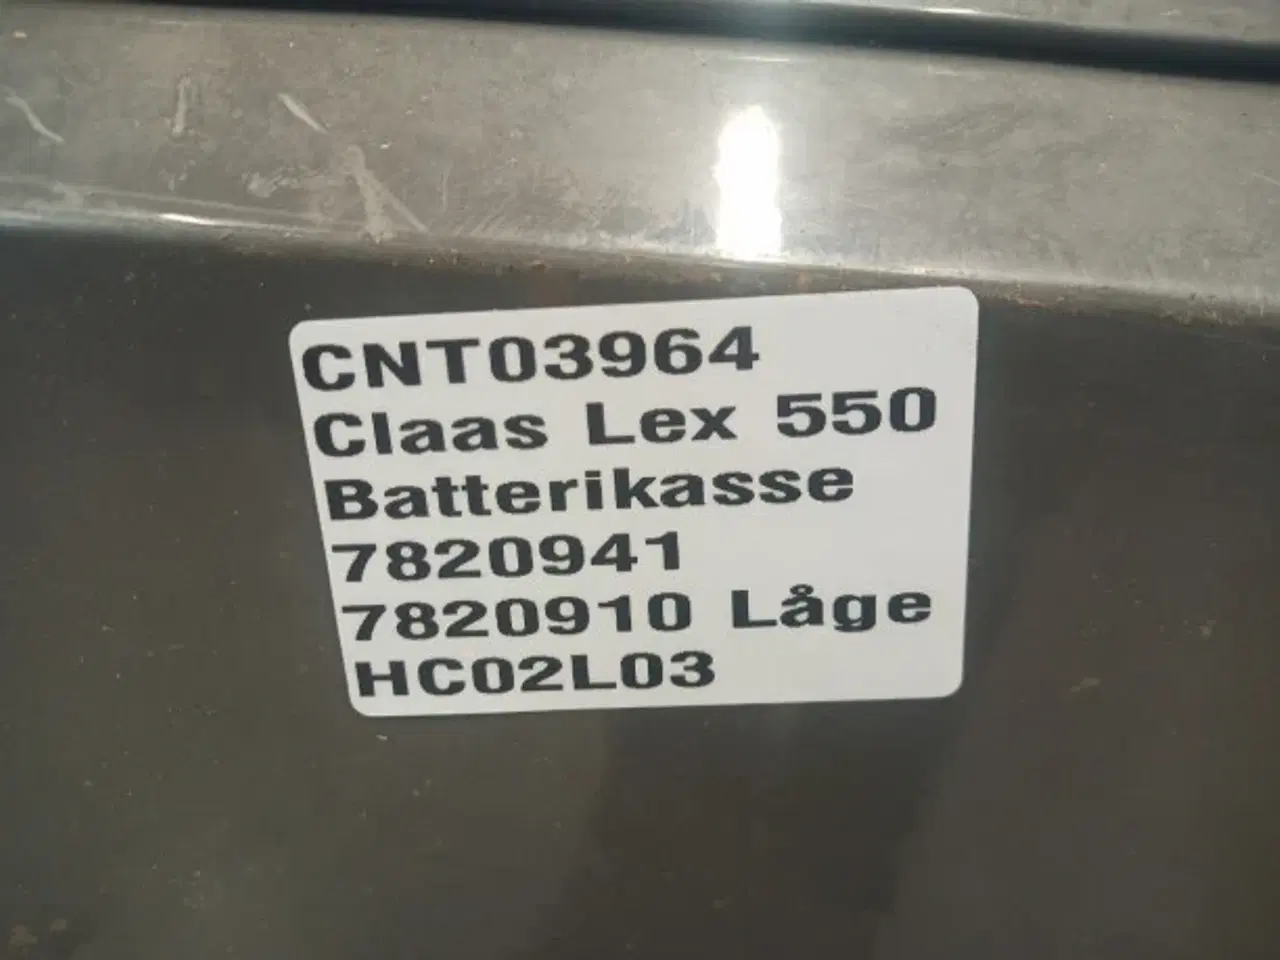 CNT03964
Claas Lex 550
Batterikasse
7820941
7820910 Låge
HC02L03